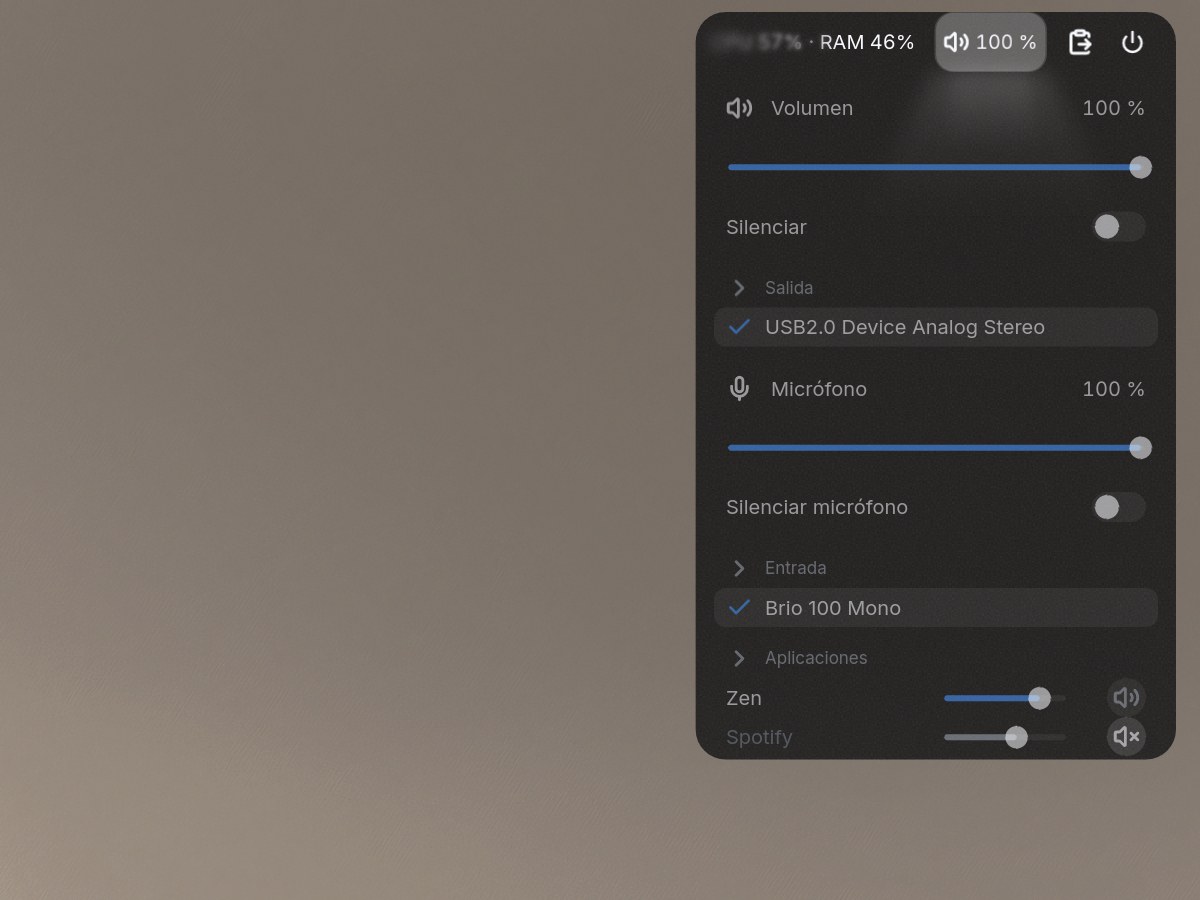 57% · RAM 46% 100 %
Volumen 100 %
Silenciar
Salida
USB2.0 Device Analog Stereo
Micrófono 100 %
Silenciar micrófono
Entrada
Brio 100 Mono
Aplicaciones
Zen
Spotify